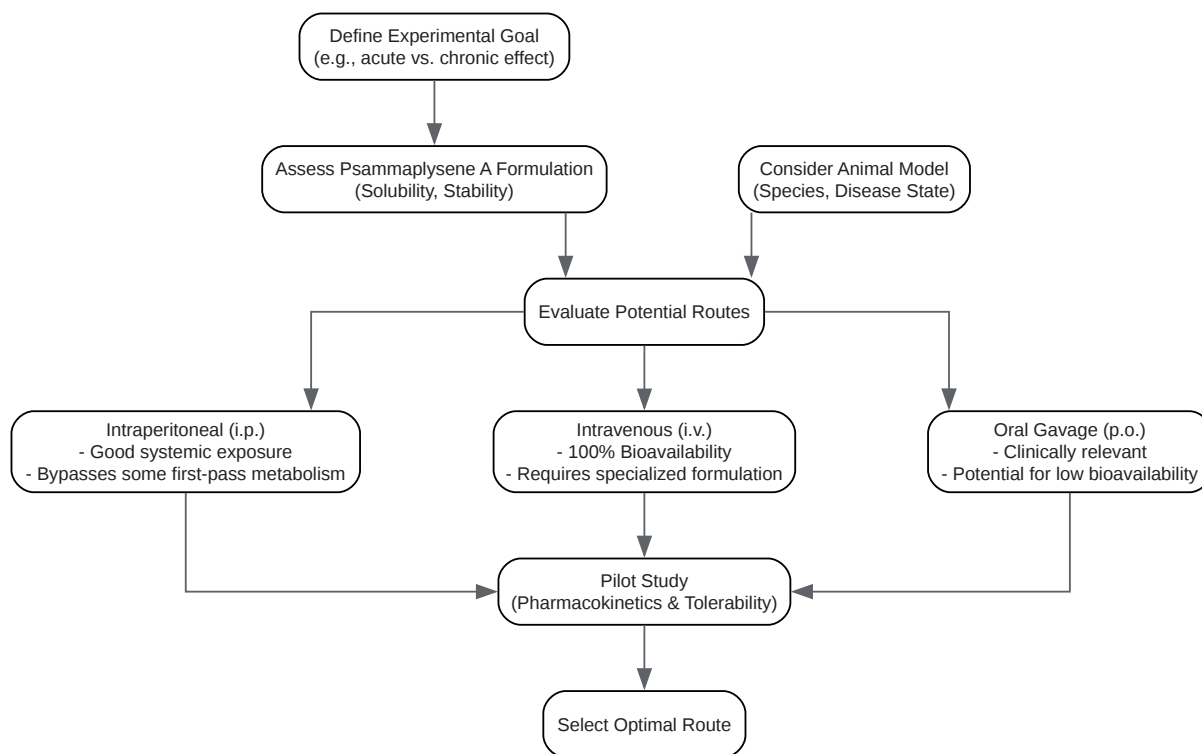 Define Experimental Goal
(e.g., acute vs. chronic effect)
Assess Psammaplysene A Formulation
(Solubility, Stability)
Consider Animal Model
(Species, Disease State)
Evaluate Potential Routes
Intraperitoneal (i.p.)
- Good systemic exposure
- Bypasses some first-pass metabolism
Intravenous (i.v.)
- 100% Bioavailability
- Requires specialized formulation
Oral Gavage (p.o.)
- Clinically relevant
- Potential for low bioavailability
Pilot Study
(Pharmacokinetics & Tolerability)
Select Optimal Route